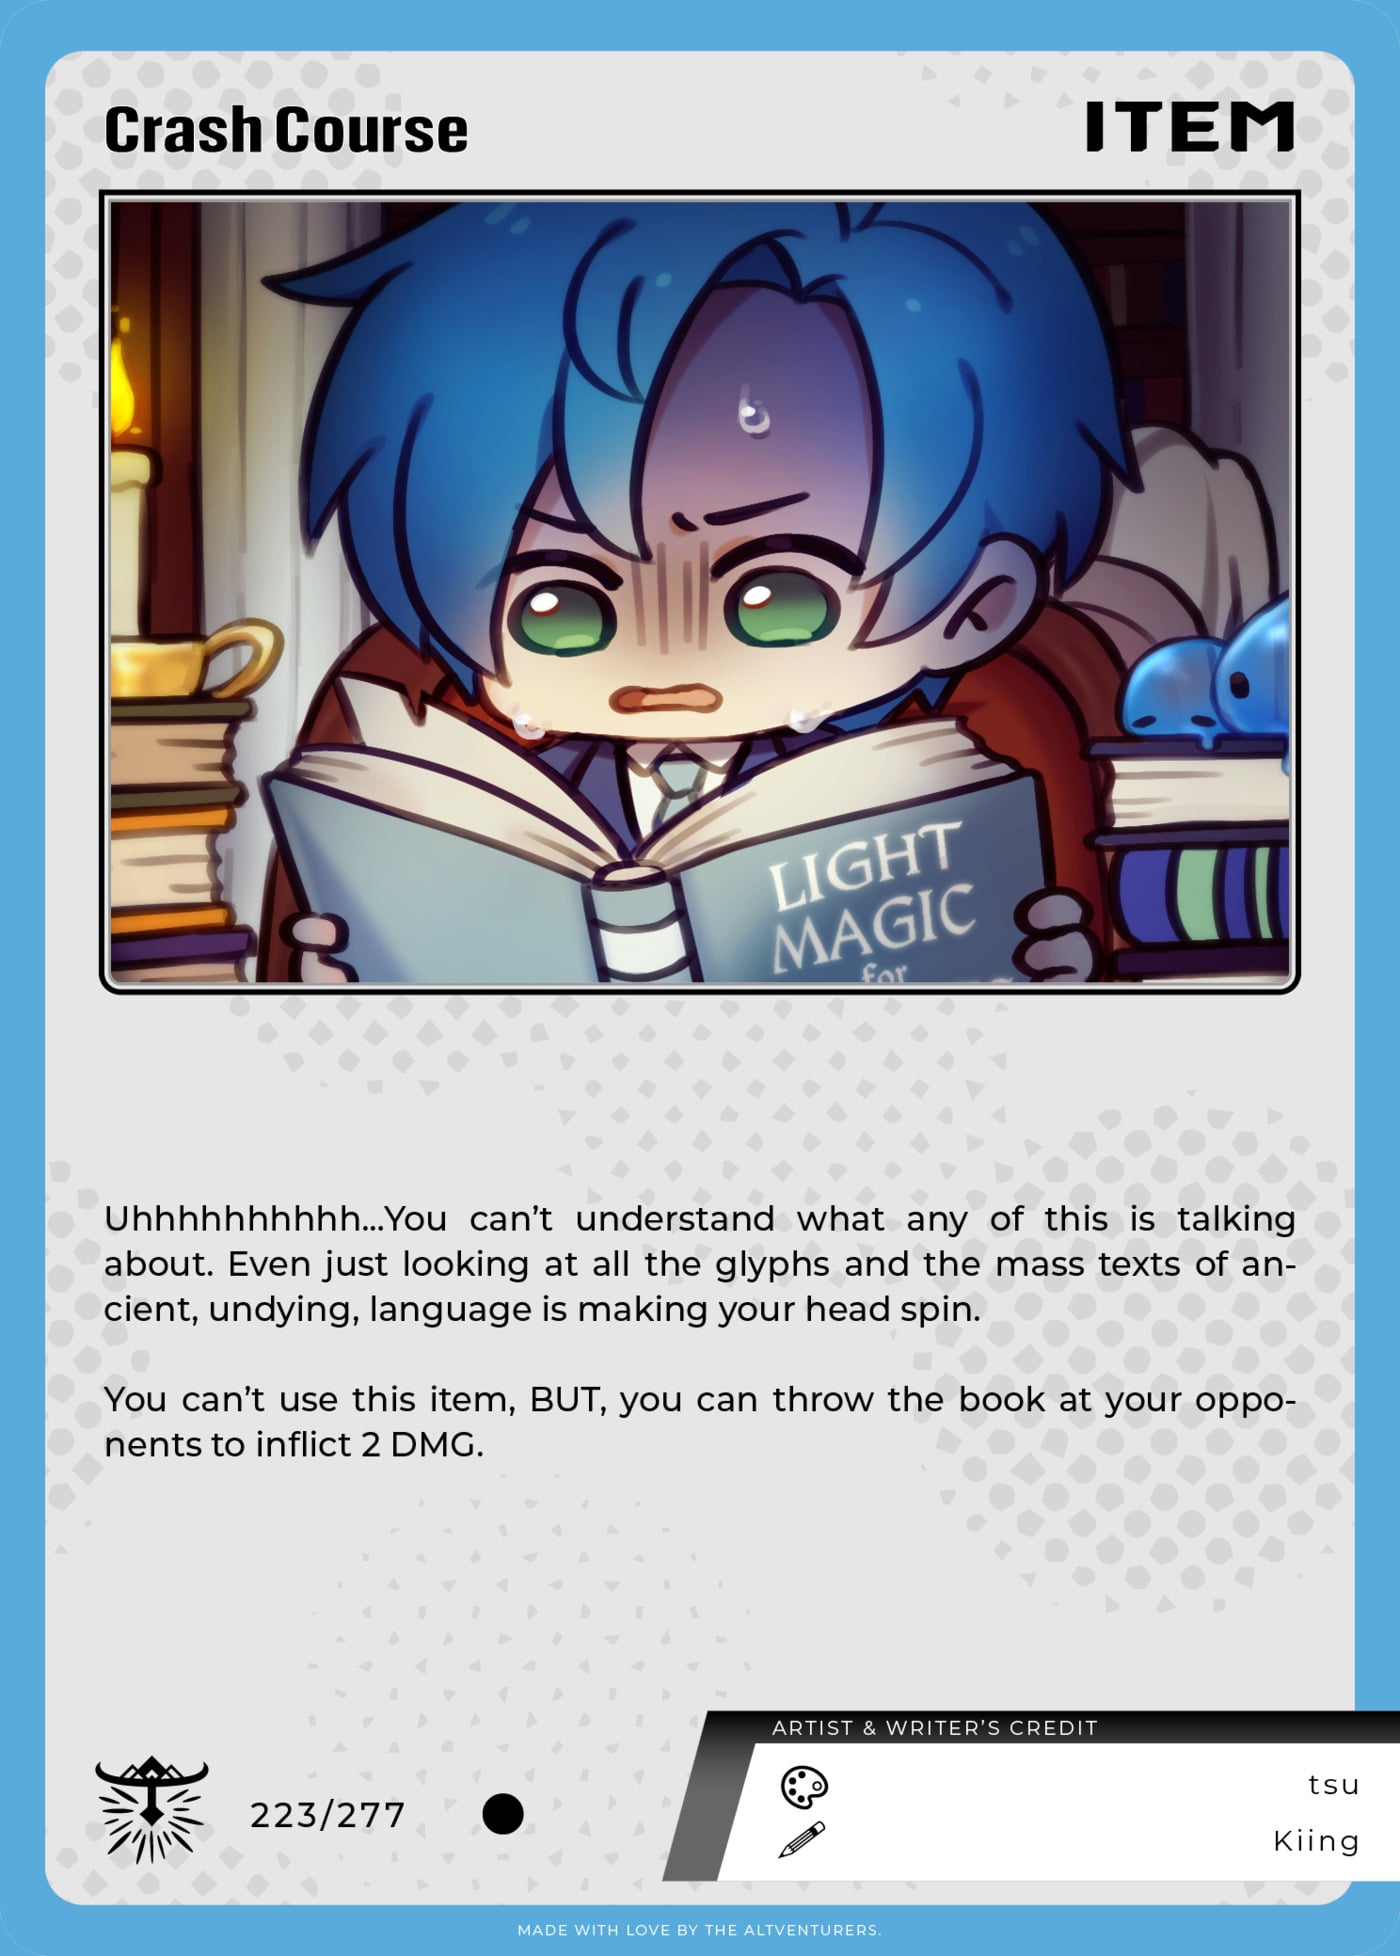 Crash Course
ITEM
LIGHT
MAGIC
for
Uhhhhhhhhhh...You can't understand what any of this is talking
about. Even just looking at all the glyphs and the mass texts of an-
cient, undying, language is making your head spin.
You can't use this item, BUT, you can throw the book at your oppo-
nents to inflict 2 DMG.
ARTIST & WRITER'S CREDIT
tsu
223/277
Kiing
MADE WITH LOVE BY THE ALTVENTURERS.